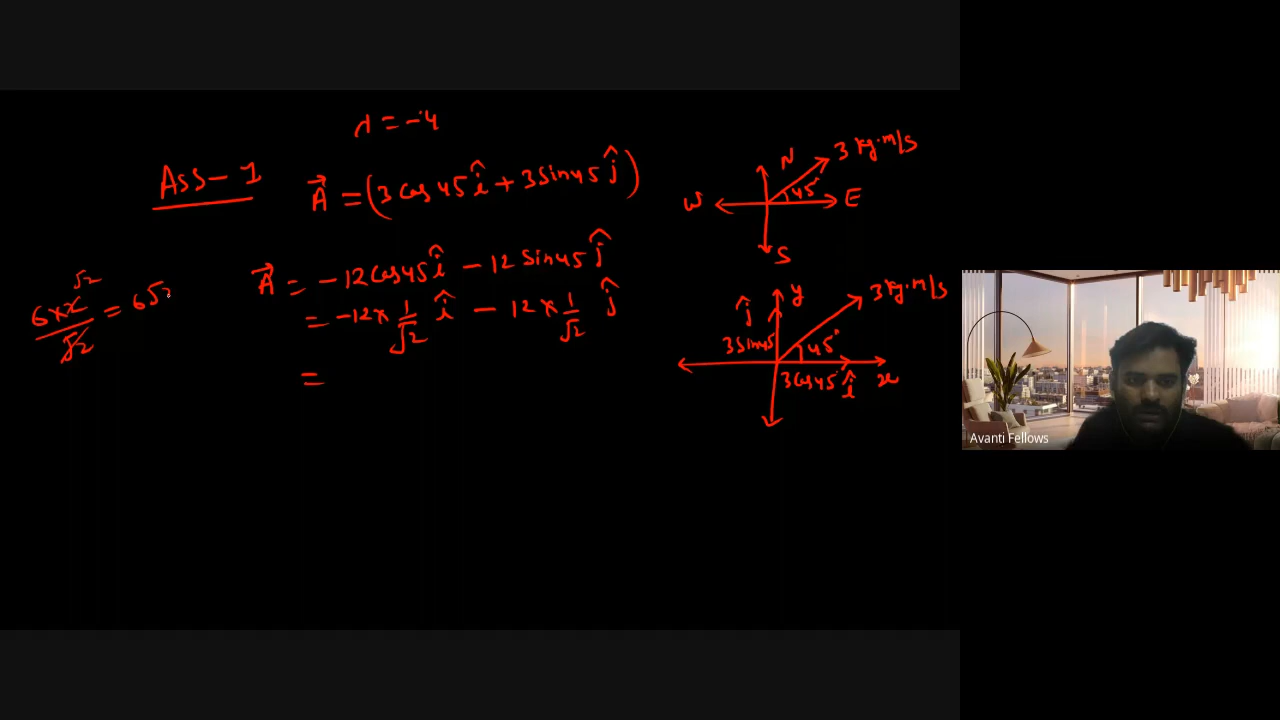 λ = -4
Ass-1
A⃗ = (3 cos 45 î + 3 sin 45 ĵ)
A⃗ = -12 cos 45 î - 12 sin 45 ĵ
= -12 × 1/√2 î - 12 × 1/√2 ĵ
=
6×2/√2 = 6√2
√2
N
3 kg·m/s
45°
W
E
S
y
ĵ
3 kg·m/s
3 sin 45
45°
3 cos 45° î
x
Avanti Fellows